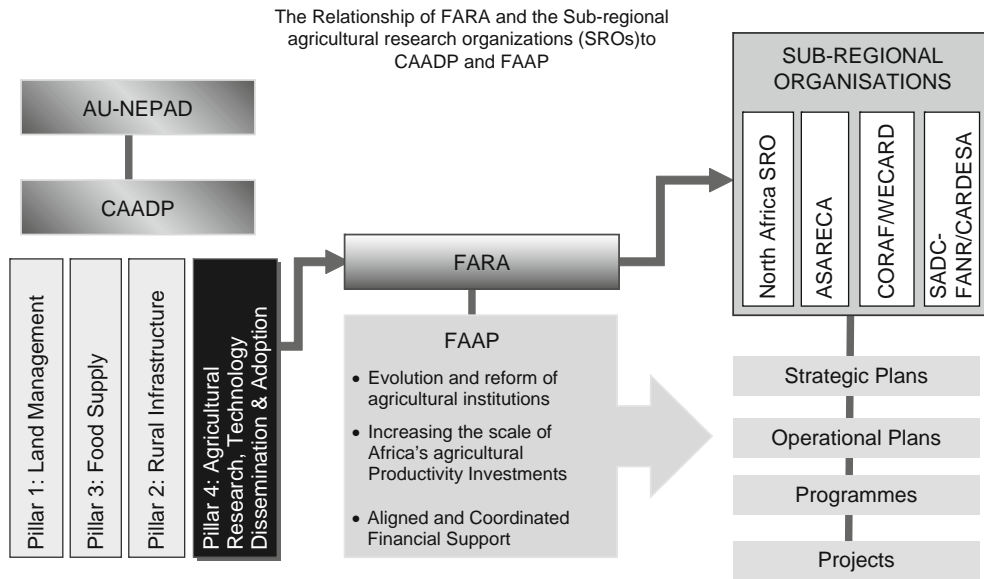 The Relationship of FARA and the Sub-regional
agricultural research organizations (SROs)to
CAADP and FAAP
AU-NEPAD
CAADP
Pillar 1: Land Management
Pillar 3: Food Supply
Pillar 2: Rural Infrastructure
Pillar 4: Agricultural
Research, Technology
Dissemination & Adoption
FARA
FAAP
• Evolution and reform of
agricultural institutions
• Increasing the scale of
Africa's agricultural
Productivity Investments
• Aligned and Coordinated
Financial Support
SUB-REGIONAL
ORGANISATIONS
North Africa SRO
ASARECA
CORAF/WECARD
SADC-
FANR/CARDESA
Strategic Plans
Operational Plans
Programmes
Projects